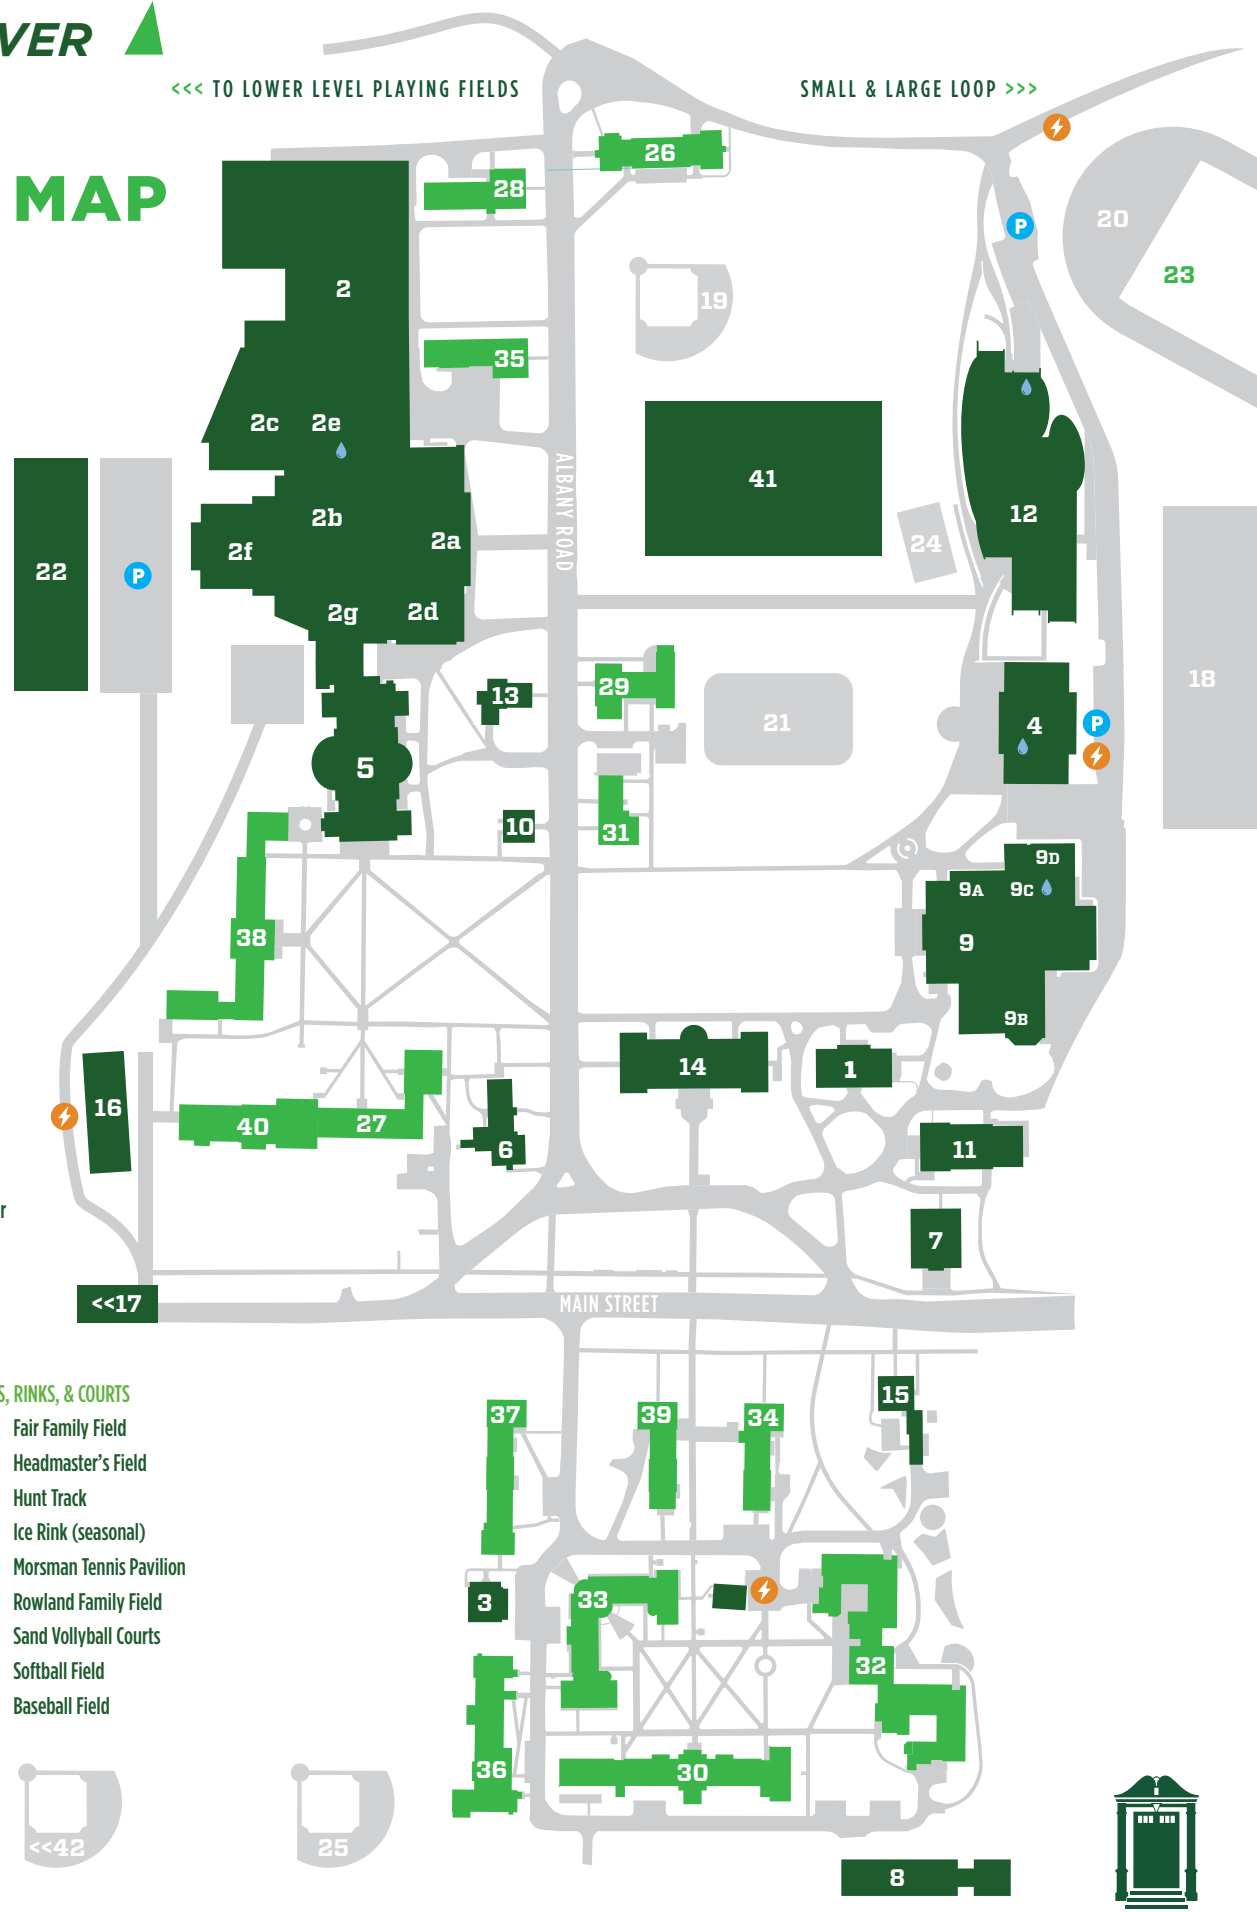 VER
<<< TO LOWER LEVEL PLAYING FIELDS
SMALL & LARGE LOOP >>>
MAP
26
28
P
20
23
2
19
35
2c
2e
ALBANY ROAD
41
12
2b
2a
24
2f
22
P
2g
2d
18
13
29
21
4
P
5
10
31
9D
9A
9C
38
9
9B
14
1
16
40
27
6
11
r
7
<<17
MAIN STREET
S, RINKS, & COURTS
Fair Family Field
Headmaster's Field
Hunt Track
Ice Rink (seasonal)
Morsman Tennis Pavilion
Rowland Family Field
Sand Vollyball Courts
Softball Field
Baseball Field
15
37
39
34
3
33
32
36
30
<<42
25
8